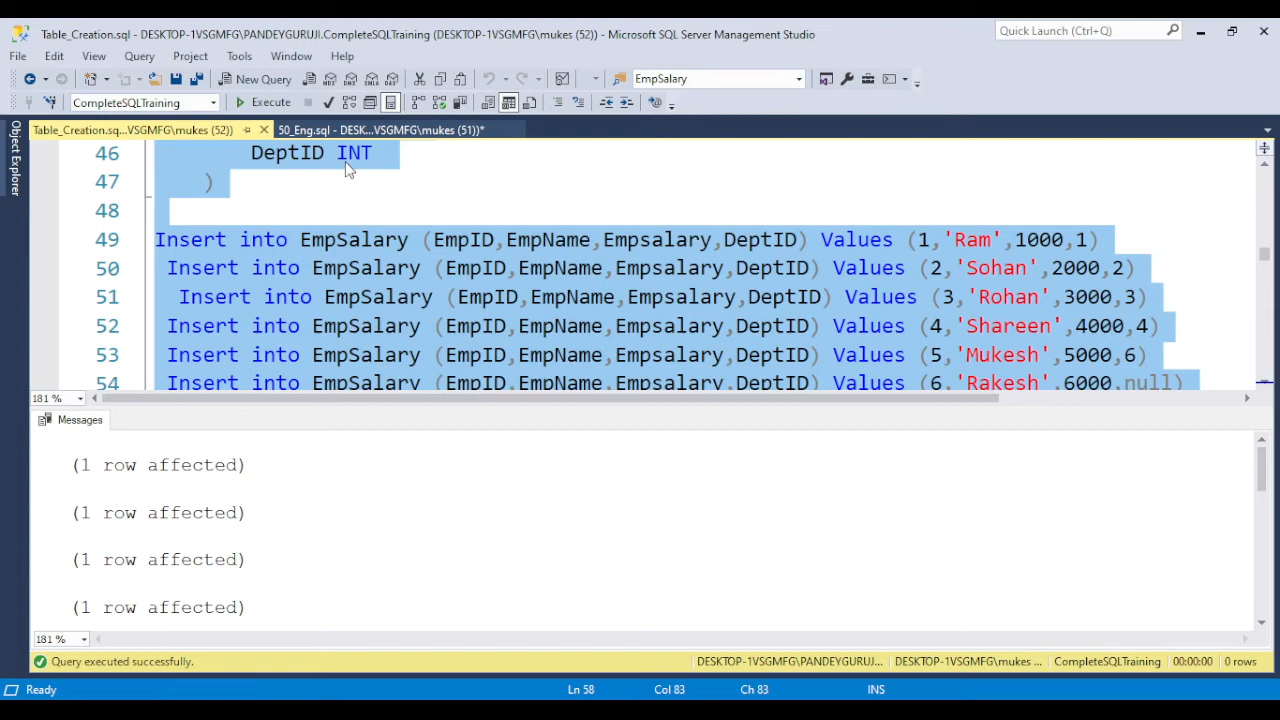 Table_Creation.sql - DESKTOP-1VSGMFG\PANDEYGURUJI.CompleteSQLTraining (DESKTOP-1VSGMFG\mukes (52)) - Microsoft SQL Server Management Studio
Quick Launch (Ctrl+Q)
File Edit View Query Project Tools Window Help
New Query MDX DMX XMLA DAX EmpSalary
CompleteSQLTraining Execute
Table_Creation.sq...VSGMFG\mukes (52)) 50_Eng.sql - DESK...VSGMFG\mukes (51))*
Object Explorer
46 DeptID INT
47 )
48
49 Insert into EmpSalary (EmpID,EmpName,Empsalary,DeptID) Values (1,'Ram',1000,1)
50 Insert into EmpSalary (EmpID,EmpName,Empsalary,DeptID) Values (2,'Sohan',2000,2)
51 Insert into EmpSalary (EmpID,EmpName,Empsalary,DeptID) Values (3,'Rohan',3000,3)
52 Insert into EmpSalary (EmpID,EmpName,Empsalary,DeptID) Values (4,'Shareen',4000,4)
53 Insert into EmpSalary (EmpID,EmpName,Empsalary,DeptID) Values (5,'Mukesh',5000,6)
54 Insert into EmpSalary (EmpID,EmpName,Empsalary,DeptID) Values (6,'Rakesh',6000,null)
181 %
Messages
(1 row affected)
(1 row affected)
(1 row affected)
(1 row affected)
181 %
Query executed successfully. DESKTOP-1VSGMFG\PANDEYGURUJI... DESKTOP-1VSGMFG\mukes ... CompleteSQLTraining 00:00:00 0 rows
Ready Ln 58 Col 83 Ch 83 INS